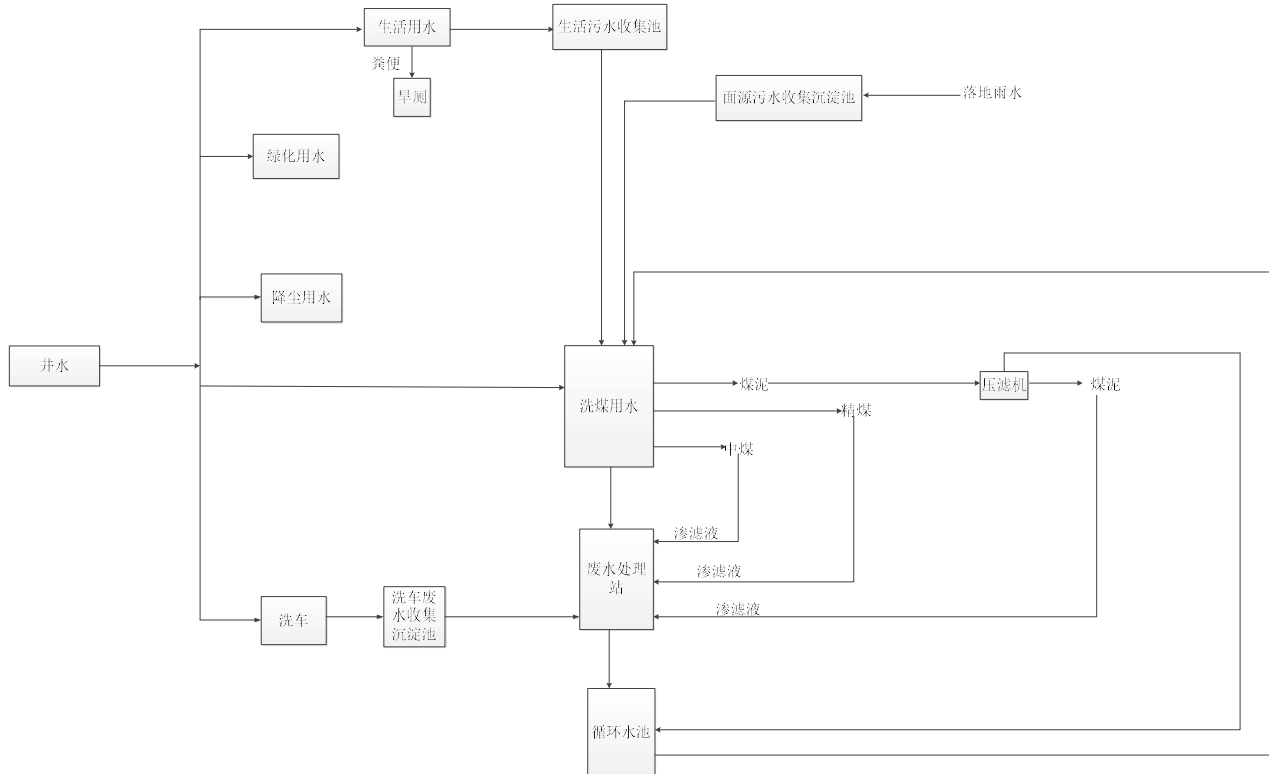 生活用水
生活污水收集池
粪便
旱厕
面源污水收集沉淀池
落地雨水
绿化用水
降尘用水
井水
洗煤用水
煤泥
压滤机
煤泥
精煤
中煤
渗滤液
废水处理
站
渗滤液
渗滤液
洗车
洗车废
水收集
沉淀池
循环水池